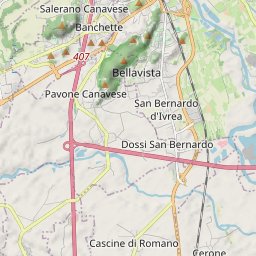 Salerano Canavese
Banchette
407
Bellavista
Pavone Canavese
San Bernardo
d'Ivrea
Dossi San Bernardo
Cascine di Romano
Cerone